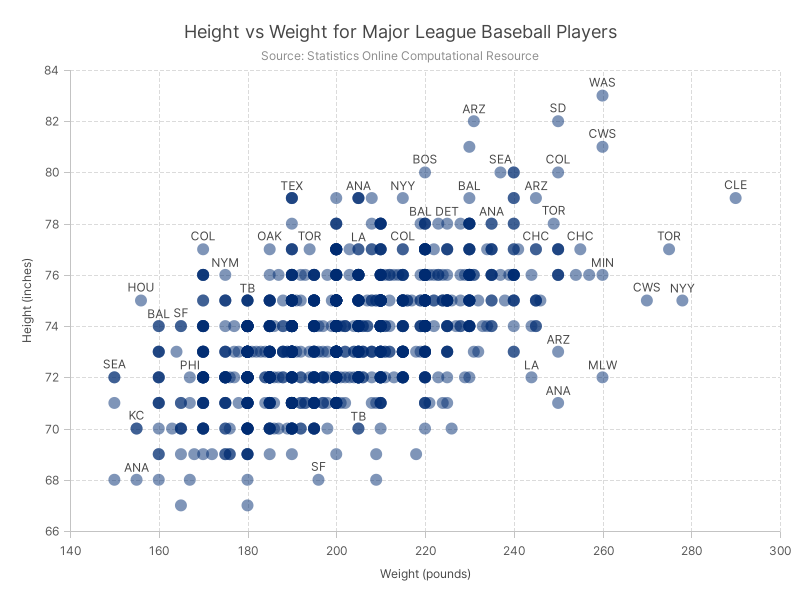 Height vs Weight for Major League Baseball Players
Source: Statistics Online Computational Resource
84
WAS
ARZ SD
82
CWS
BOS SEA COL
80
TEX ANA NYY BAL ARZ CLE
BAL DET ANA TOR
78
COL OAK TOR LA COL CHC CHC TOR
NYM MIN
76
HOU TB CWS NYY
BAL SF
74
ARZ
SEA PHI LA MLW
72
ANA
KC TB
70
ANA SF
68
66
140 160 180 200 220 240 260 280 300
Height (inches)
Weight (pounds)